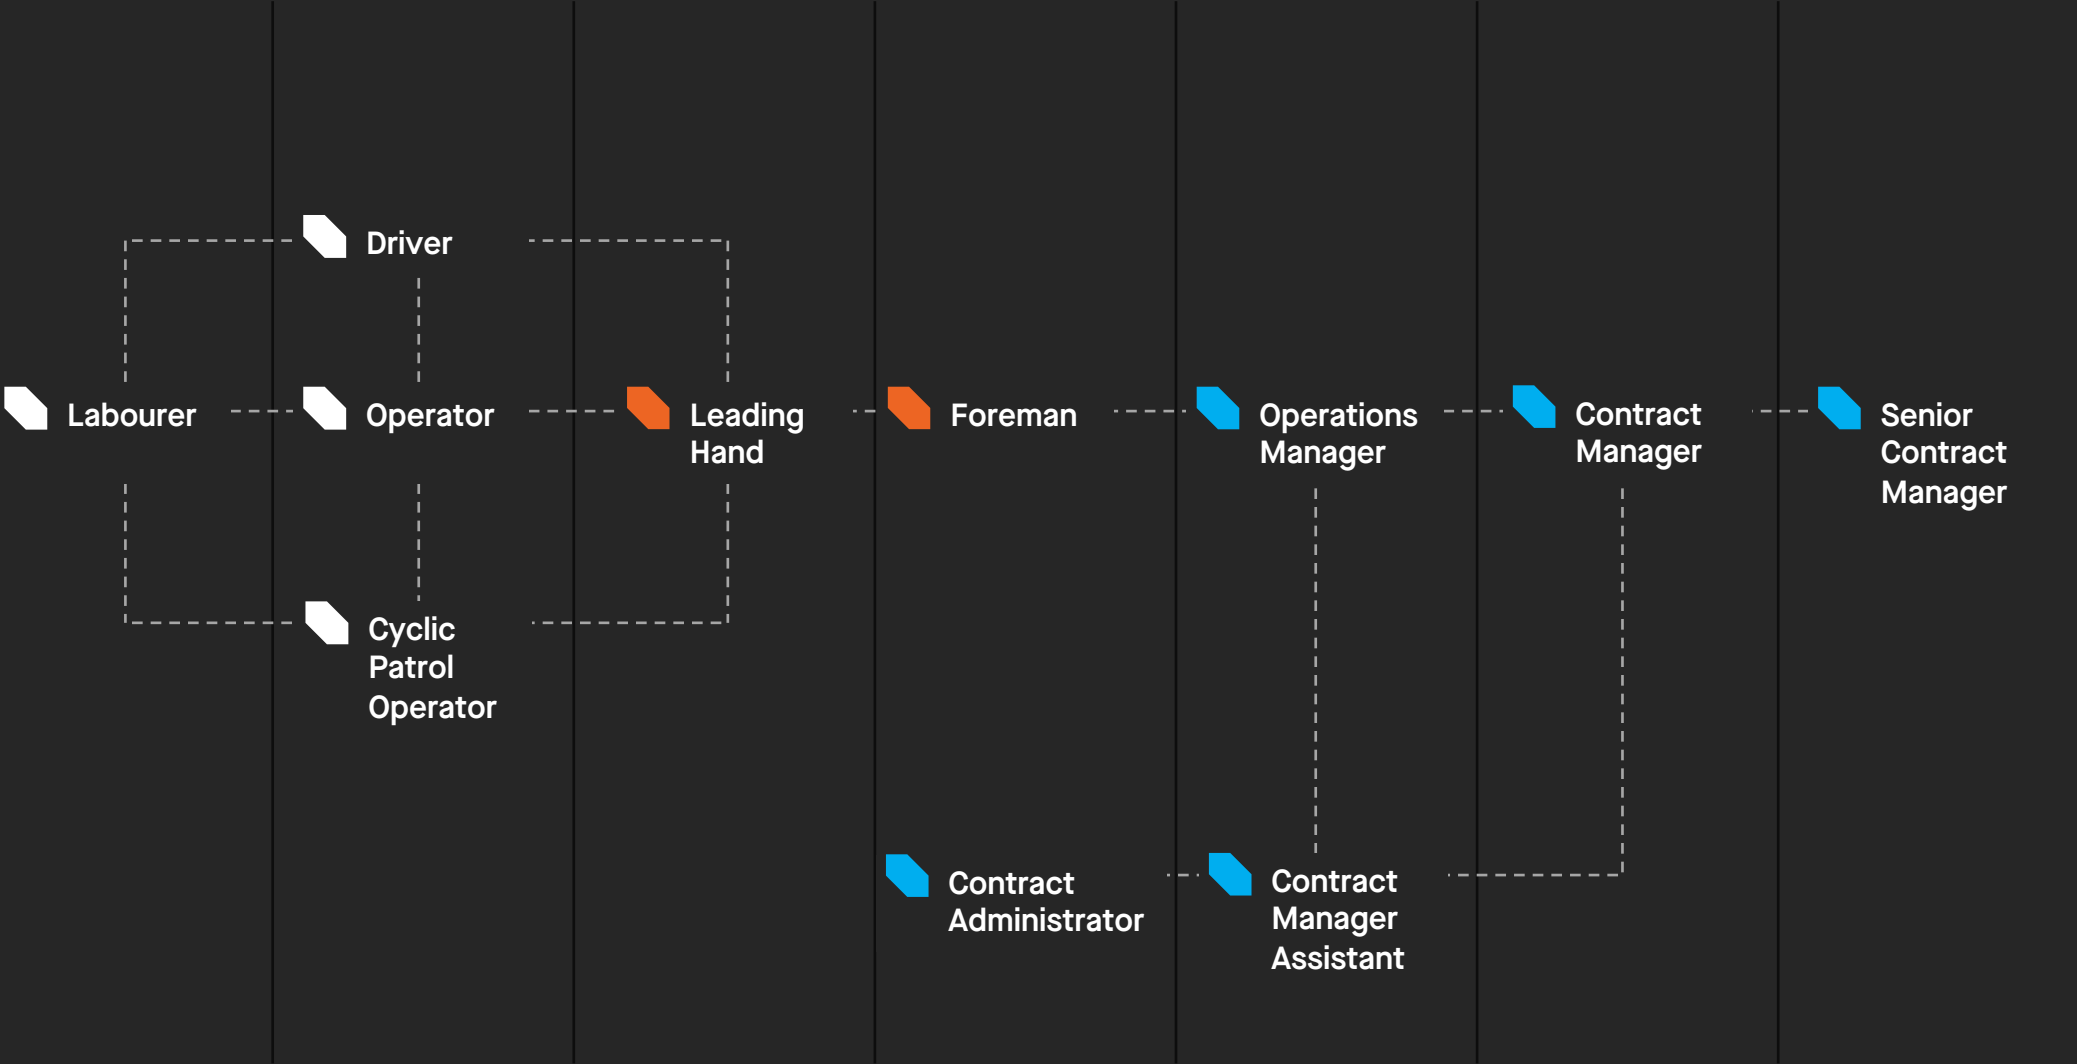 Driver
Labourer
Operator
Leading
Hand
Foreman
Operations
Manager
Contract
Manager
Senior
Contract
Manager
Cyclic
Patrol
Operator
Contract
Administrator
Contract
Manager
Assistant